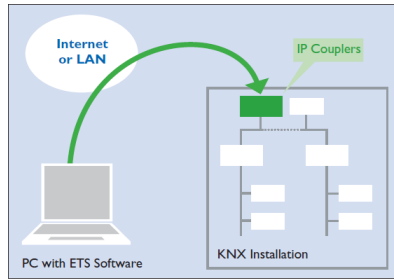 Internet
or LAN
IP Couplers
PC with ETS Software
KNX Installation